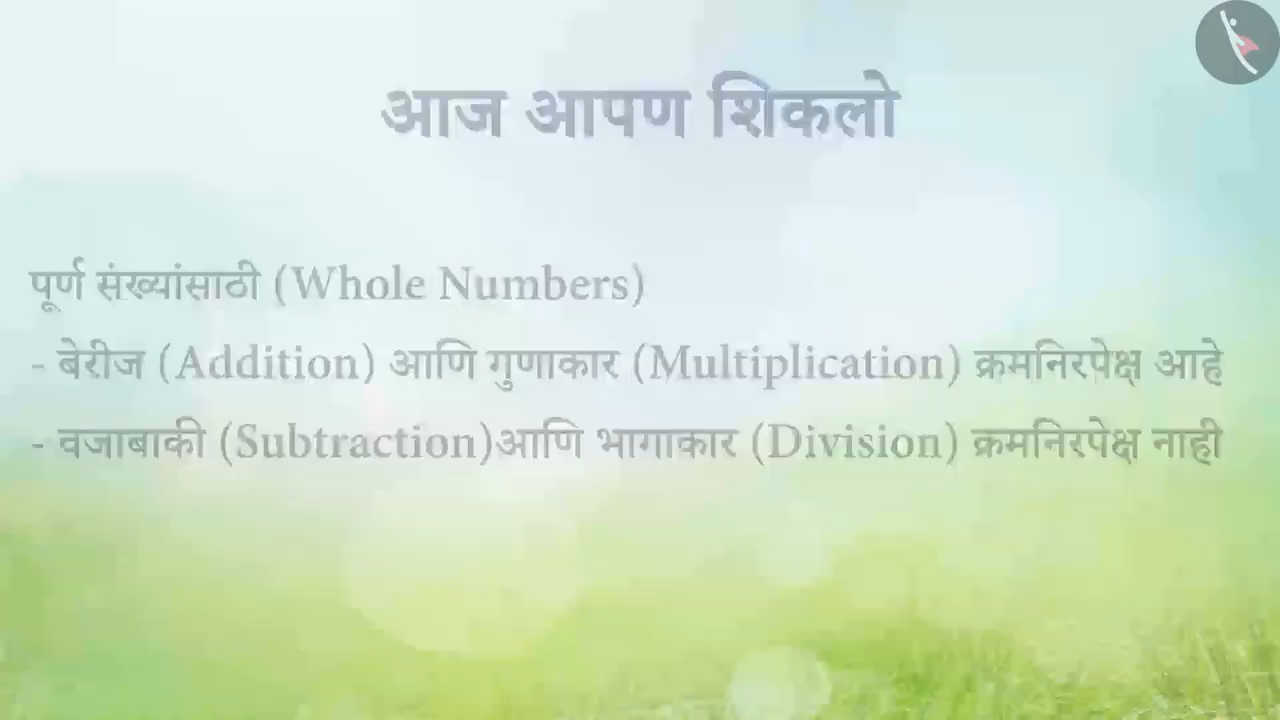 आज आपण शिकलो
पूर्ण संख्यांसाठी (Whole Numbers)
- बेरीज (Addition) आणि गुणाकार (Multiplication) क्रमनिरपेक्ष आहे
- वजाबाकी (Subtraction)आणि भागाकार (Division) क्रमनिरपेक्ष नाही